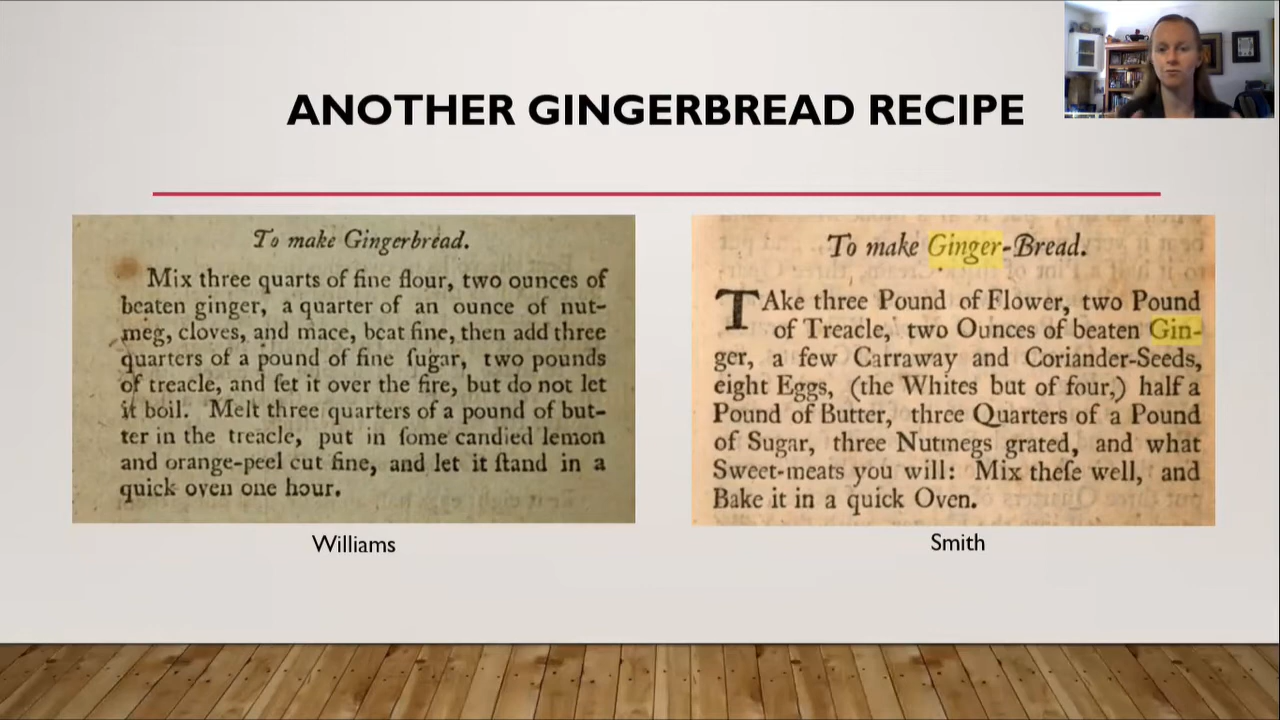 ANOTHER GINGERBREAD RECIPE
To make Gingerbread.
Mix three quarts of fine flour, two ounces of
beaten ginger, a quarter of an ounce of nut-
meg, cloves, and mace, beat fine, then add three
quarters of a pound of fine ſugar, two pounds
of treacle, and ſet it over the fire, but do not let
it boil. Melt three quarters of a pound of but-
ter in the treacle, put in ſome candied lemon
and orange-peel cut fine, and let it ſtand in a
quick oven one hour.
Williams
To make Ginger-Bread.
TAke three Pound of Flower, two Pound
of Treacle, two Ounces of beaten Gin-
ger, a few Carraway and Coriander-Seeds,
eight Eggs, (the Whites but of four,) half a
Pound of Butter, three Quarters of a Pound
of Sugar, three Nutmegs grated, and what
Sweet-meats you will: Mix theſe well, and
Bake it in a quick Oven.
Smith